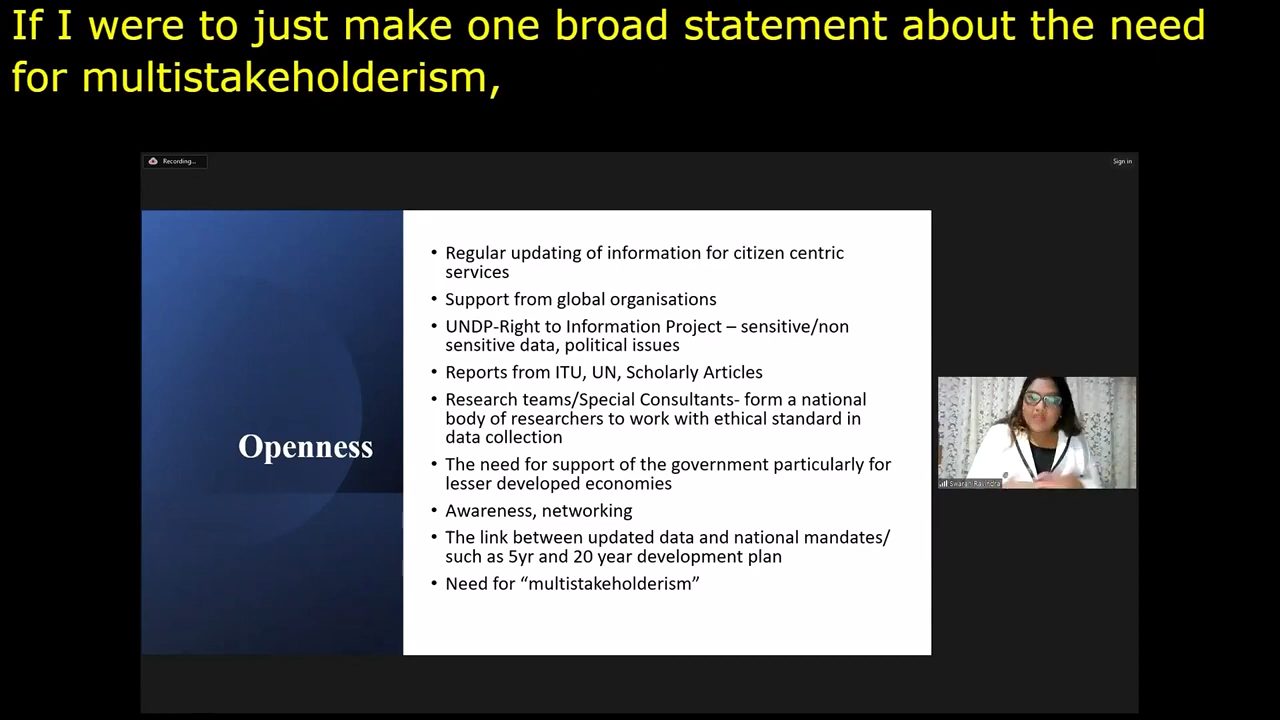 If I were to just make one broad statement about the need
for multistakeholderism,
Recording...
Sign in
Openness
• Regular updating of information for citizen centric
services
• Support from global organisations
• UNDP-Right to Information Project – sensitive/non
sensitive data, political issues
• Reports from ITU, UN, Scholarly Articles
• Research teams/Special Consultants- form a national
body of researchers to work with ethical standard in
data collection
• The need for support of the government particularly for
lesser developed economies
• Awareness, networking
• The link between updated data and national mandates/
such as 5yr and 20 year development plan
• Need for “multistakeholderism”
Swaran Ravindra